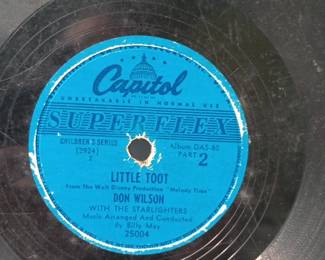 Capitol
UNBREAKABLE IN NORMAL USE
SUPERFLEX
CHILDREN'S SERIES
(2924)
Album DAS-80
PART 2
LITTLE TOOT
From The Walt Disney Production "Melody Time"
DON WILSON
WITH THE STARLIGHTERS
Music Arranged And Conducted
By Billy May
25004